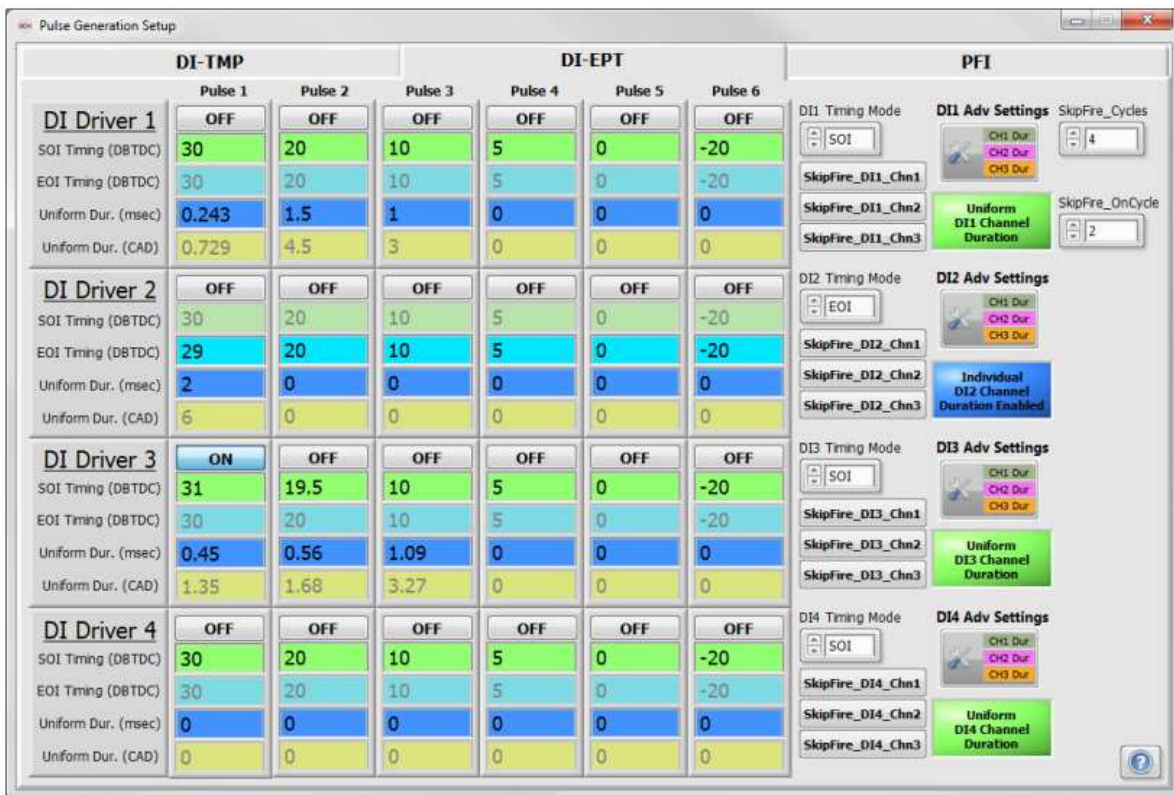 Pulse Generation Setup
DI-TMP DI-EPT PFI
Pulse 1 Pulse 2 Pulse 3 Pulse 4 Pulse 5 Pulse 6
DI Driver 1 OFF OFF OFF OFF OFF OFF
SOI Timing (DBTDC) 30 20 10 5 0 -20
EOI Timing (DBTDC) 30 20 10 5 0 -20
Uniform Dur. (msec) 0.243 1.5 1 0 0 0
Uniform Dur. (CAD) 0.729 4.5 3 0 0 0
DI1 Timing Mode
SOI
SkipFire_DI1_Chn1
SkipFire_DI1_Chn2
SkipFire_DI1_Chn3
DI1 Adv Settings
CH1 Dur
CH2 Dur
CH3 Dur
Uniform
DI1 Channel
Duration
SkipFire_Cycles
4
SkipFire_OnCycle
2
DI Driver 2 OFF OFF OFF OFF OFF OFF
SOI Timing (DBTDC) 30 20 10 5 0 -20
EOI Timing (DBTDC) 29 20 10 5 0 -20
Uniform Dur. (msec) 2 0 0 0 0 0
Uniform Dur. (CAD) 6 0 0 0 0 0
DI2 Timing Mode
EOI
SkipFire_DI2_Chn1
SkipFire_DI2_Chn2
SkipFire_DI2_Chn3
DI2 Adv Settings
CH1 Dur
CH2 Dur
CH3 Dur
Individual
DI2 Channel
Duration Enabled
DI Driver 3 ON OFF OFF OFF OFF OFF
SOI Timing (DBTDC) 31 19.5 10 5 0 -20
EOI Timing (DBTDC) 30 20 10 5 0 -20
Uniform Dur. (msec) 0.45 0.56 1.09 0 0 0
Uniform Dur. (CAD) 1.35 1.68 3.27 0 0 0
DI3 Timing Mode
SOI
SkipFire_DI3_Chn1
SkipFire_DI3_Chn2
SkipFire_DI3_Chn3
DI3 Adv Settings
CH1 Dur
CH2 Dur
CH3 Dur
Uniform
DI3 Channel
Duration
DI Driver 4 OFF OFF OFF OFF OFF OFF
SOI Timing (DBTDC) 30 20 10 5 0 -20
EOI Timing (DBTDC) 30 20 10 5 0 -20
Uniform Dur. (msec) 0 0 0 0 0 0
Uniform Dur. (CAD) 0 0 0 0 0 0
DI4 Timing Mode
SOI
SkipFire_DI4_Chn1
SkipFire_DI4_Chn2
SkipFire_DI4_Chn3
DI4 Adv Settings
CH1 Dur
CH2 Dur
CH3 Dur
Uniform
DI4 Channel
Duration
?